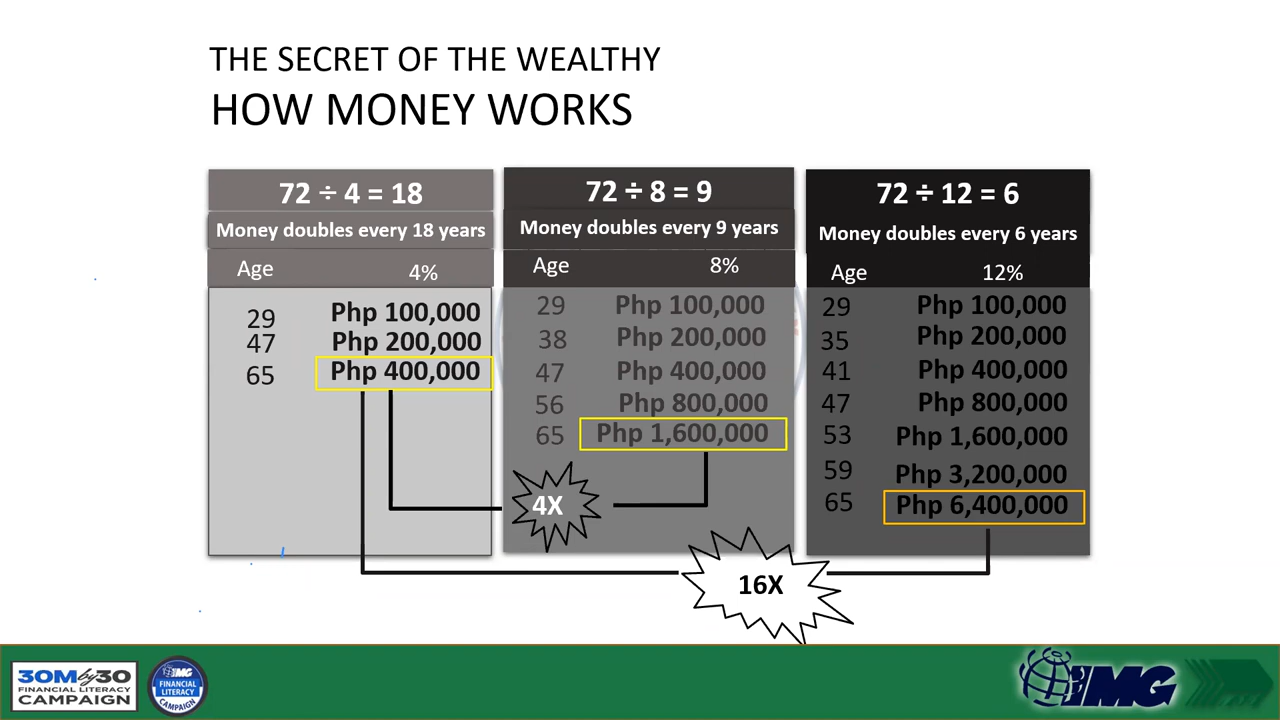 THE SECRET OF THE WEALTHY
HOW MONEY WORKS
72 ÷ 4 = 18
Money doubles every 18 years
Age 4%
29 Php 100,000
47 Php 200,000
65 Php 400,000
72 ÷ 8 = 9
Money doubles every 9 years
Age 8%
29 Php 100,000
38 Php 200,000
47 Php 400,000
56 Php 800,000
65 Php 1,600,000
72 ÷ 12 = 6
Money doubles every 6 years
Age 12%
29 Php 100,000
35 Php 200,000
41 Php 400,000
47 Php 800,000
53 Php 1,600,000
59 Php 3,200,000
65 Php 6,400,000
4X
16X
30M by 30
FINANCIAL LITERACY
CAMPAIGN
IMG
FINANCIAL
LITERACY
CAMPAIGN
IMG